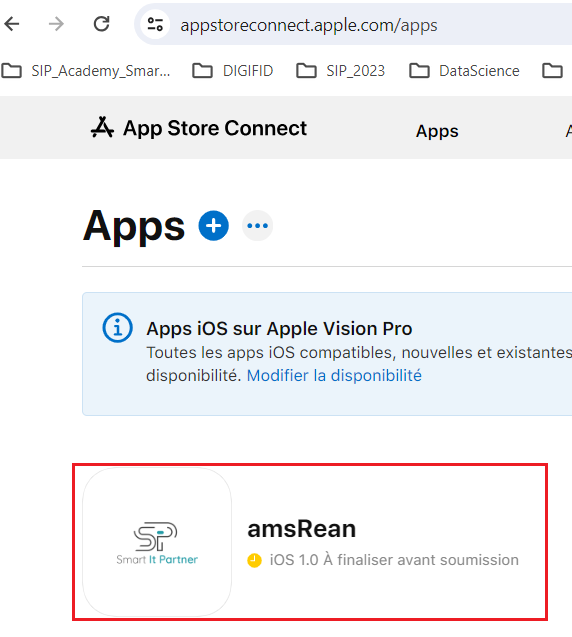 appstoreconnect.apple.com/apps
SIP_Academy_Smar... DIGIFID SIP_2023 DataScience
App Store Connect Apps
Apps
Apps iOS sur Apple Vision Pro
Toutes les apps iOS compatibles, nouvelles et existantes
disponibilité. Modifier la disponibilité
SP
Smart It Partner
amsRean
iOS 1.0 À finaliser avant soumission